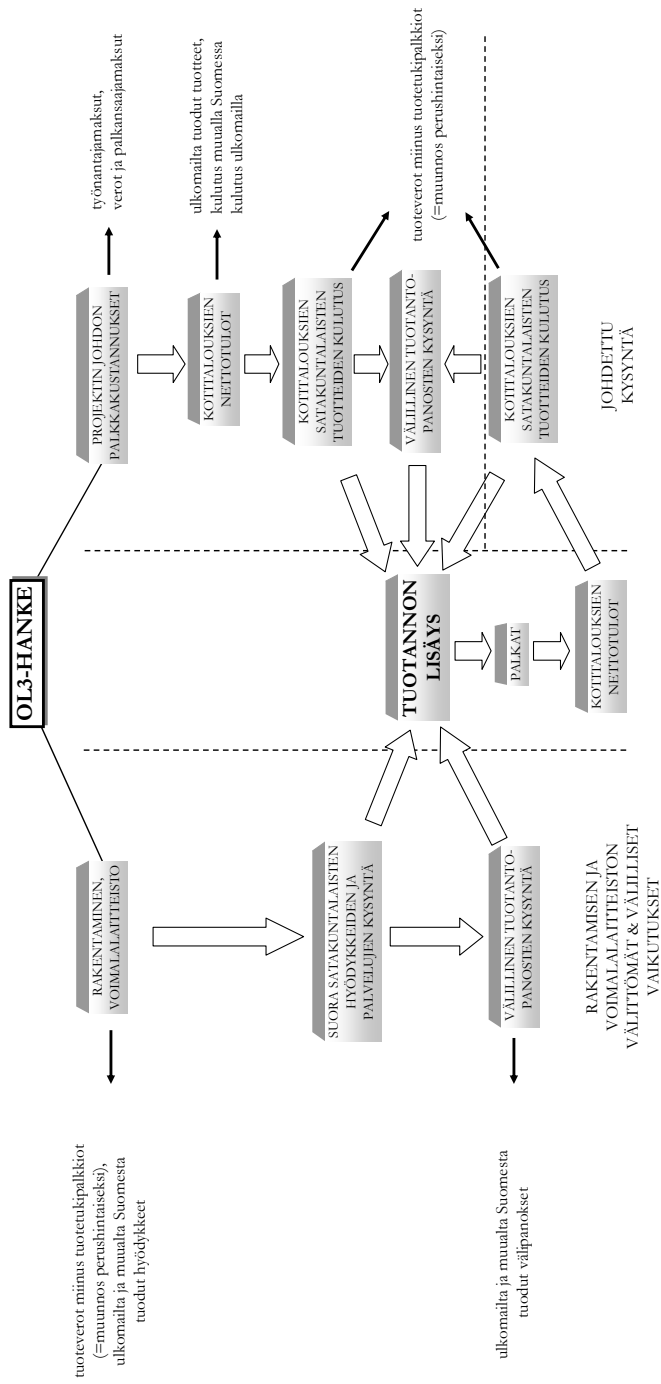 OL3-HANKE
tuoteverot miinus tuotetukipalkkiot
(=muunnos perushintaiseksi),
ulkomailta ja muualta Suomesta
tuodut hyödykkeet
RAKENTAMINEN,
VOIMALALAITTEISTO
SUORA SATAKUNTALAISTEN
HYÖDYKKEIDEN JA
PALVELUJEN KYSYNTÄ
ulkomailta ja muualta Suomesta
tuodut välipanokset
VÄLILLINEN TUOTANTO-
PANOSTEN KYSYNTÄ
RAKENTAMISEN JA
VOIMALALAITTEISTON
VÄLITTÖMÄT & VÄLILLISET
VAIKUTUKSET
TUOTANNON
LISÄYS
PALKAT
KOTITALOUKSIEN
NETTOTULOT
PROJEKTIN JOHDON
PALKKAKUSTANNUKSET
työnantajamaksut,
verot ja palkansaajamaksut
KOTITALOUKSIEN
NETTOTULOT
ulkomailta tuodut tuotteet,
kulutus muualla Suomessa
kulutus ulkomailla
KOTITALOUKSIEN
SATAKUNTALAISTEN
TUOTTEIDEN KULUTUS
VÄLILLINEN TUOTANTO-
PANOSTEN KYSYNTÄ
tuoteverot miinus tuotetukipalkkiot
(=muunnos perushintaiseksi)
KOTITALOUKSIEN
SATAKUNTALAISTEN
TUOTTEIDEN KULUTUS
JOHDETTU
KYSYNTÄ